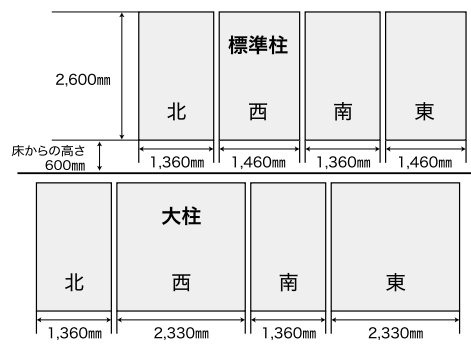 標準柱
2,600㎜
北
西
南
東
床からの高さ
600㎜
1,360㎜
1,460㎜
1,360㎜
1,460㎜
大柱
北
西
南
東
1,360㎜
2,330㎜
1,360㎜
2,330㎜